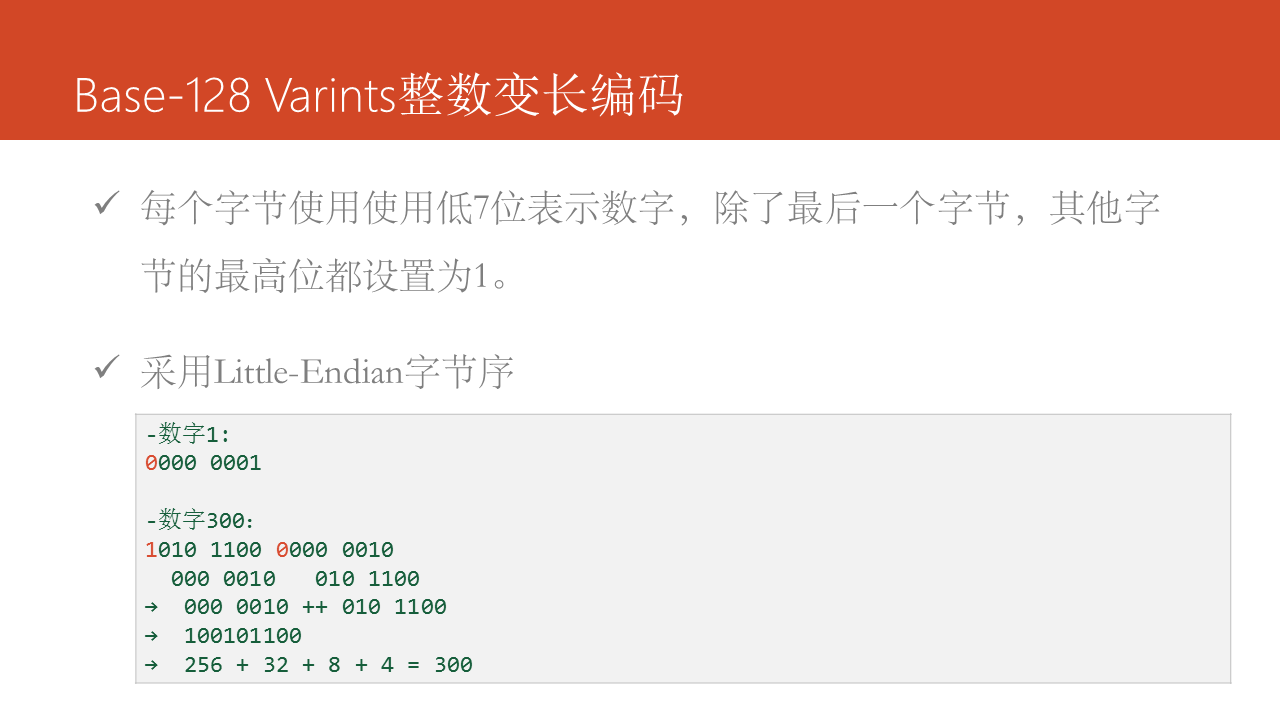 Base-128 Varints整数变长编码
✓ 每个字节使用使用低7位表示数字，除了最后一个字节，其他字
节的最高位都设置为1。
✓ 采用Little-Endian字节序
-数字1:
0000 0001
-数字300:
1010 1100 0000 0010
000 0010   010 1100
→  000 0010 ++ 010 1100
→  100101100
→  256 + 32 + 8 + 4 = 300